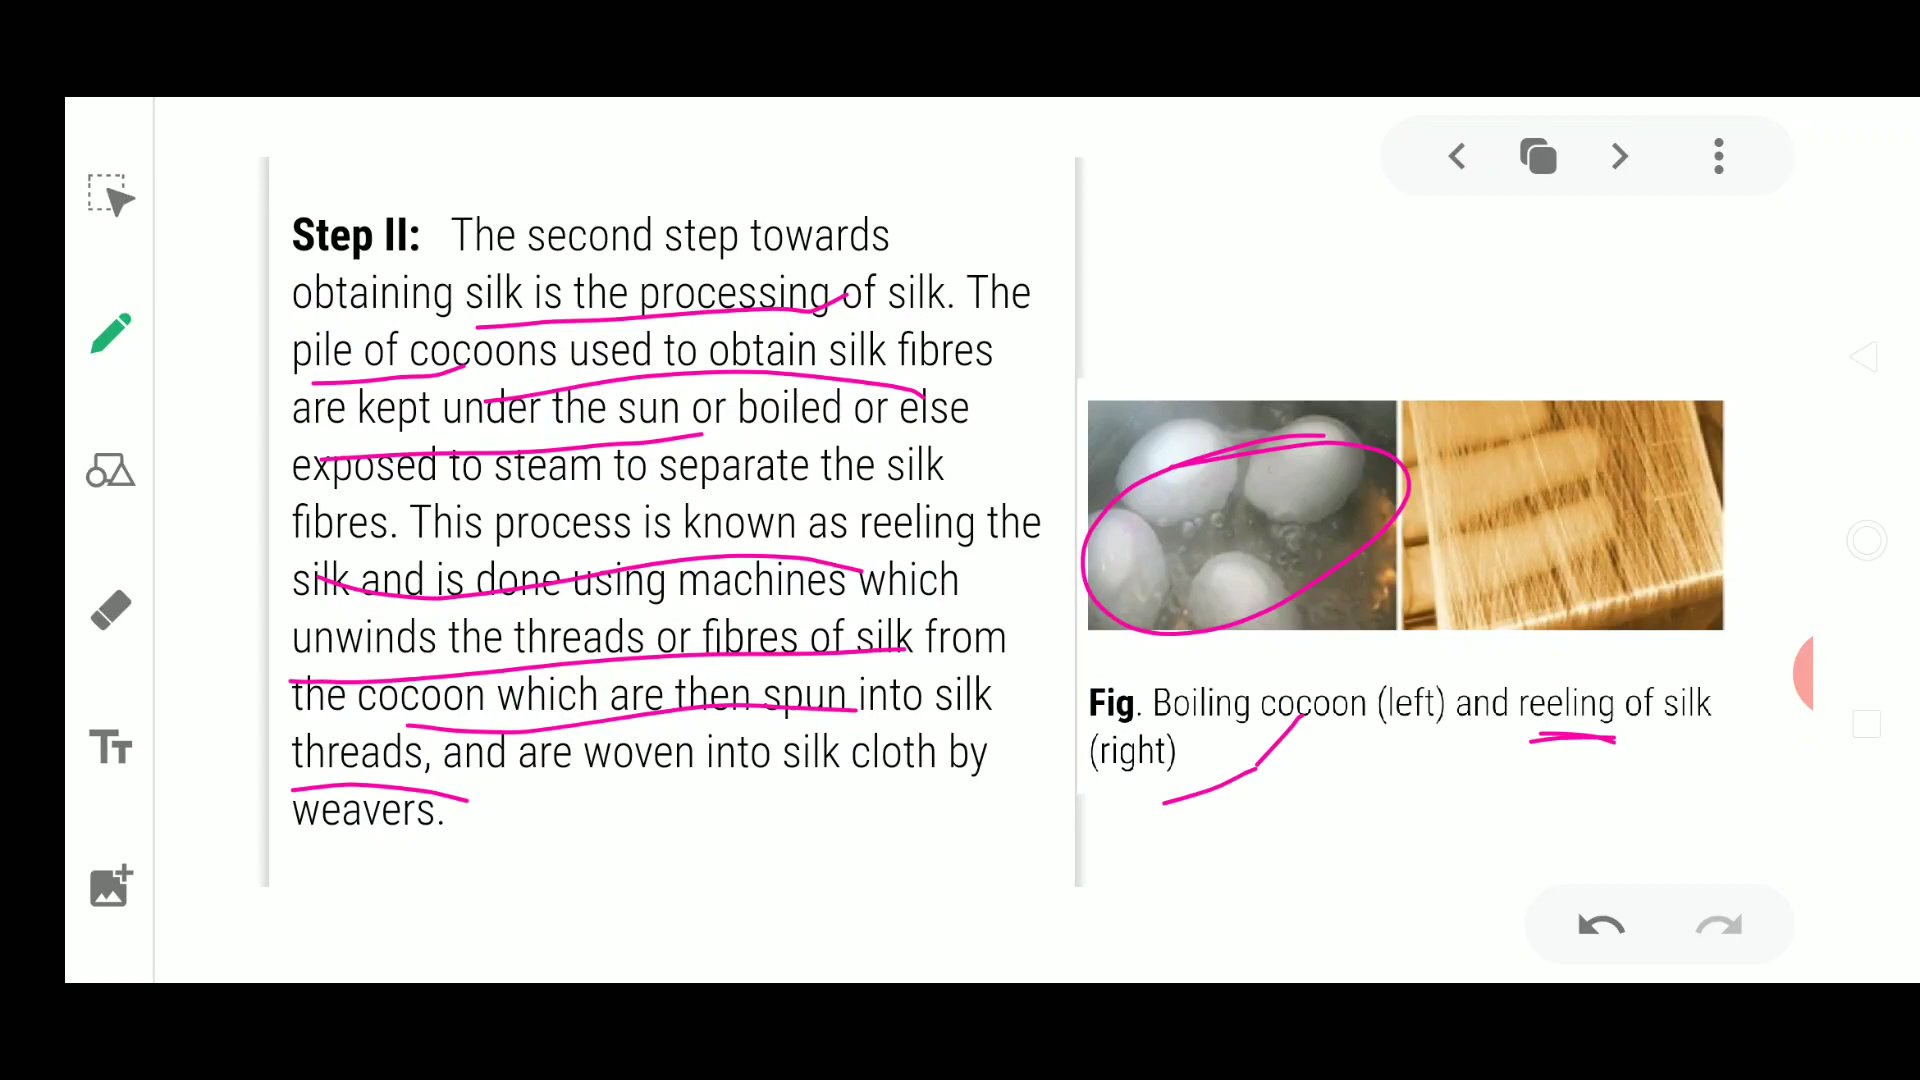 Step II: The second step towards
obtaining silk is the processing of silk. The
pile of cocoons used to obtain silk fibres
are kept under the sun or boiled or else
exposed to steam to separate the silk
fibres. This process is known as reeling the
silk and is done using machines which
unwinds the threads or fibres of silk from
the cocoon which are then spun into silk
threads, and are woven into silk cloth by
weavers.
Fig. Boiling cocoon (left) and reeling of silk
(right)
TT